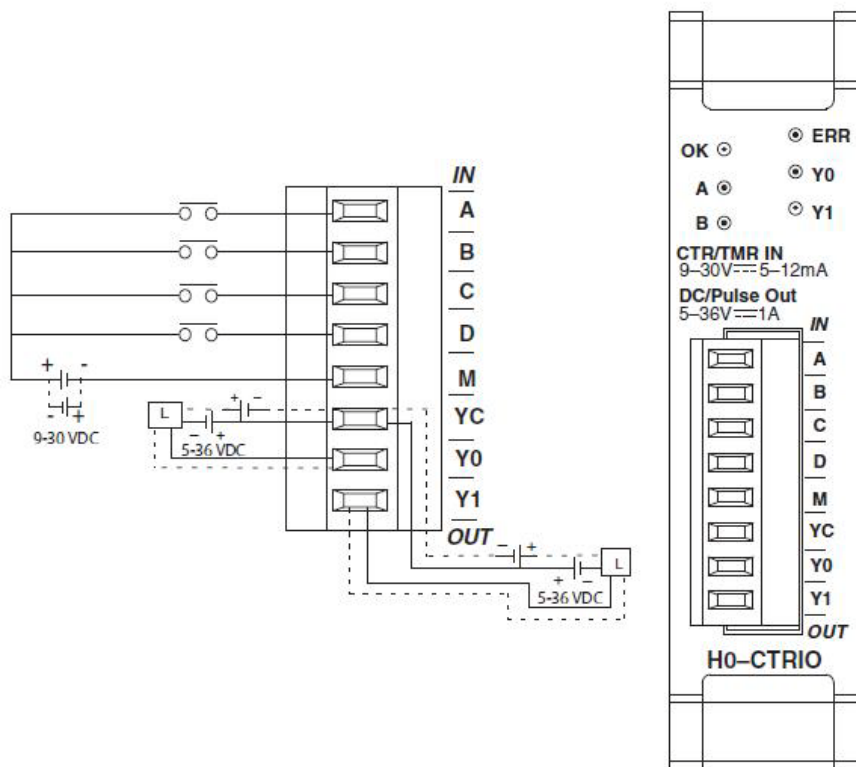 IN
A
B
C
D
M
YC
Y0
Y1
OUT
+ -
- +
9-30 VDC
L
+ -
- +
5-36 VDC
- +
+ -
L
5-36 VDC
OK
ERR
A
Y0
B
Y1
CTR/TMR IN
9–30V 5–12mA
DC/Pulse Out
5–36V 1A
IN
A
B
C
D
M
YC
Y0
Y1
OUT
H0–CTRIO